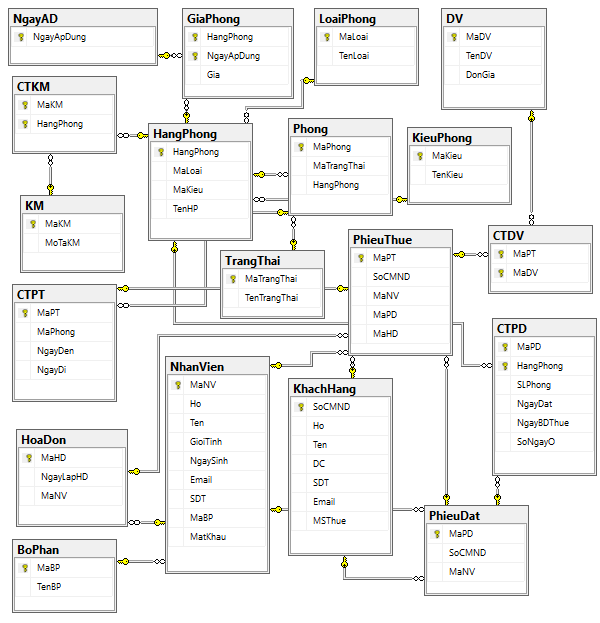 NgayAD
NgayApDung
GiaPhong
HangPhong
NgayApDung
Gia
LoaiPhong
MaLoai
TenLoai
DV
MaDV
TenDV
DonGia
CTKM
MaKM
HangPhong
HangPhong
HangPhong
MaLoai
MaKieu
TenHP
Phong
MaPhong
MaTrangThai
HangPhong
KieuPhong
MaKieu
TenKieu
KM
MaKM
MoTaKM
TrangThai
MaTrangThai
TenTrangThai
PhieuThue
MaPT
SoCMND
MaNV
MaPD
MaHD
CTDV
MaPT
MaDV
CTPT
MaPT
MaPhong
NgayDen
NgayDi
CTPD
MaPD
HangPhong
SLPhong
NgayDat
NgayBDThue
SoNgayO
NhanVien
MaNV
Ho
Ten
GioiTinh
NgaySinh
Email
SDT
MaBP
MatKhau
KhachHang
SoCMND
Ho
Ten
DC
SDT
Email
MSThue
HoaDon
MaHD
NgayLapHD
MaNV
PhieuDat
MaPD
SoCMND
MaNV
BoPhan
MaBP
TenBP